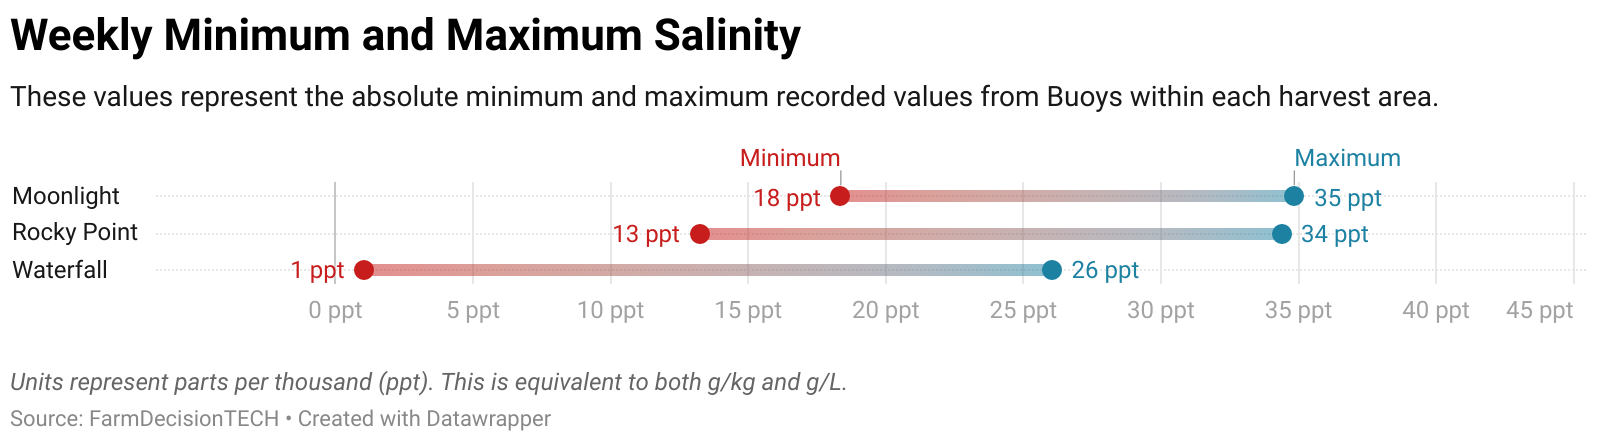 Weekly Minimum and Maximum Salinity
These values represent the absolute minimum and maximum recorded values from Buoys within each harvest area.
Minimum Maximum
Moonlight 18 ppt 35 ppt
Rocky Point 13 ppt 34 ppt
Waterfall 1 ppt 26 ppt
0 ppt 5 ppt 10 ppt 15 ppt 20 ppt 25 ppt 30 ppt 35 ppt 40 ppt 45 ppt
Units represent parts per thousand (ppt). This is equivalent to both g/kg and g/L.
Source: FarmDecisionTECH • Created with Datawrapper